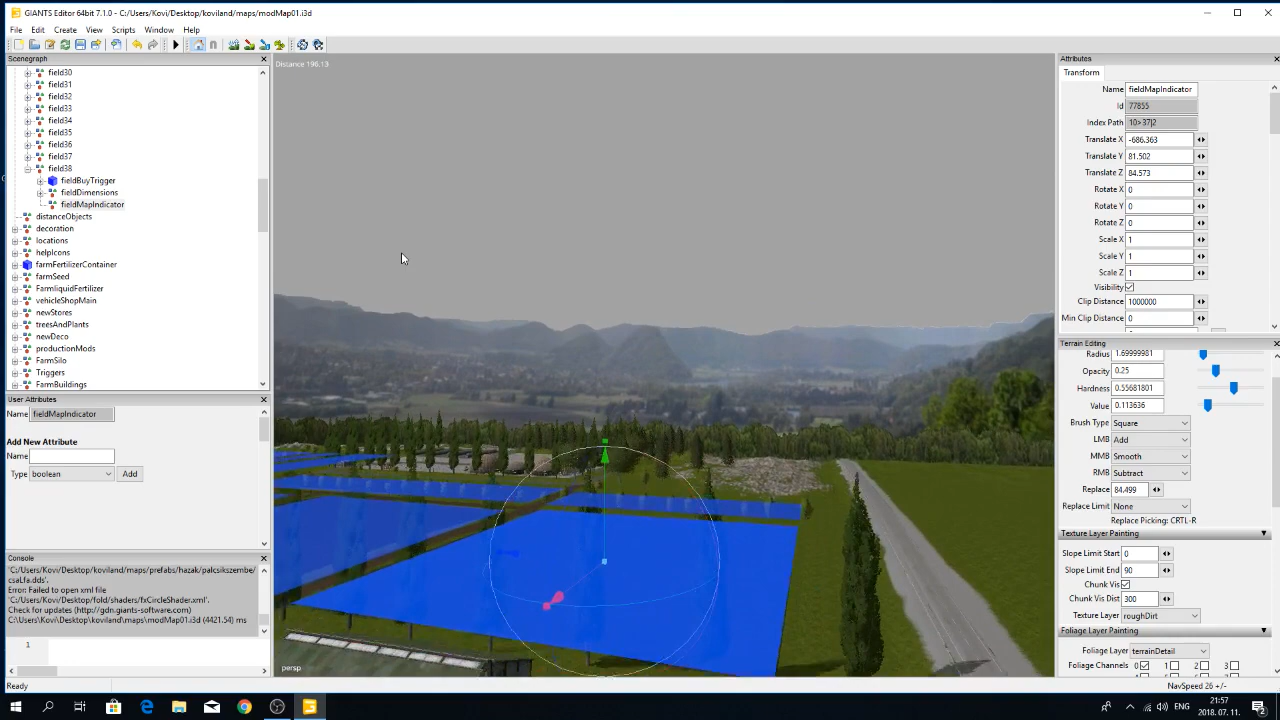 GIANTS Editor 64bit 7.1.0 - C:/Users/Kovi/Desktop/koviland/maps/modMap01.i3d
File Edit Create View Scripts Window Help
Scenegraph
field30
field31
field32
field33
field34
field35
field36
field37
field38
fieldBuyTrigger
fieldDimensions
fieldMapIndicator
distanceObjects
decoration
locations
helpIcons
farmFertilizerContainer
farmSeed
FarmliquidFertilizer
vehicleShopMain
newStores
treesAndPlants
newDeco
productionMods
FarmSilo
Triggers
FarmBuildings
User Attributes
Name fieldMapIndicator
Add New Attribute
Name
Type boolean Add
Console
'C:/Users/Kovi/Desktop/koviland/maps/prefabs/hazak/palcsikszembe/
csaLfa.dds'.
Error: Failed to open xml file
'C:/Users/Kovi/Desktop/fold/shaders/fxCircleShader.xml'.
Check for updates (http://gdn.giants-software.com)
C:/Users/Kovi/Desktop/koviland/maps/modMap01.i3d (4421.54) ms
1
Ready
Distance 196.13
persp
Attributes
Transform
Name fieldMapIndicator
Id 77855
Index Path 10>37|2
Translate X -686.363
Translate Y 81.502
Translate Z 84.573
Rotate X 0
Rotate Y 0
Rotate Z 0
Scale X 1
Scale Y 1
Scale Z 1
Visibility
Clip Distance 1000000
Min Clip Distance 0
Terrain Editing
Radius 1.69999981
Opacity 0.25
Hardness 0.55681801
Value 0.113636
Brush Type Square
LMB Add
MMB Smooth
RMB Subtract
Replace 84.499
Replace Limit None
Replace Picking: CRTL-R
Texture Layer Painting
Slope Limit Start 0
Slope Limit End 90
Chunk Vis
Chunk Vis Dist 300
Texture Layer roughDirt
Foliage Layer Painting
Foliage Layer terrainDetail
Foliage Channels 0 1 2 3
NavSpeed 26 +/-
ENG
21:57
2018. 07. 11.
2